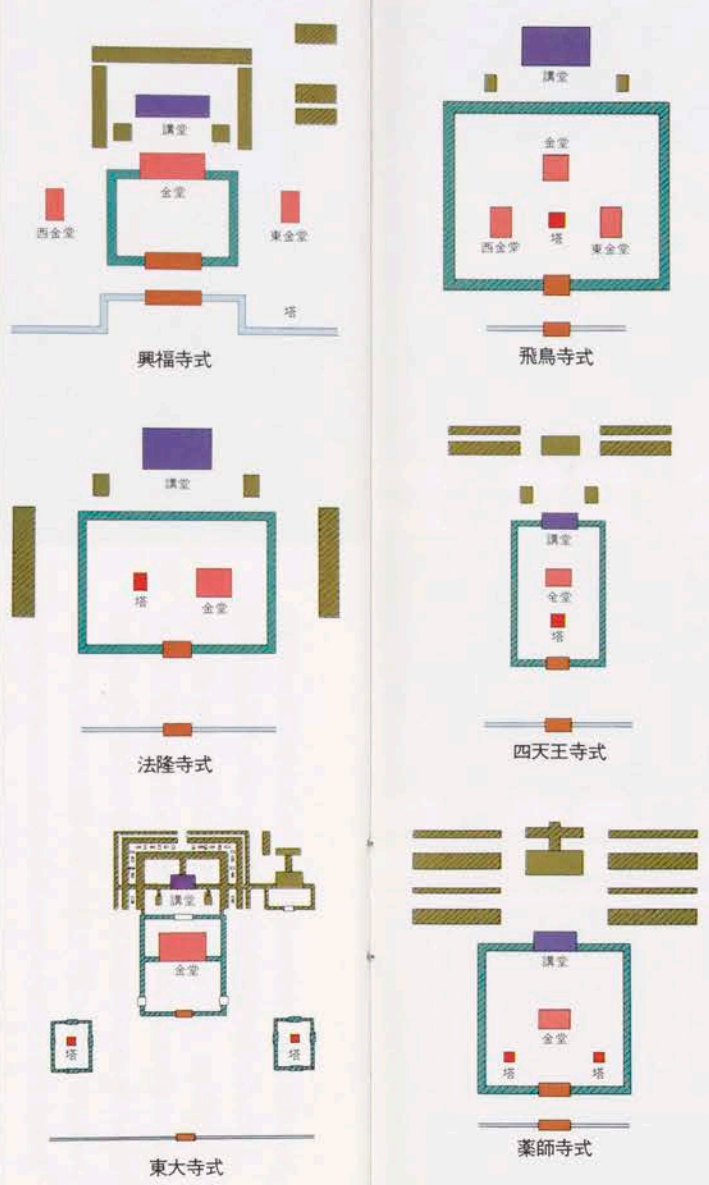 講堂
金堂
西金堂
東金堂
塔
興福寺式
講堂
金堂
西金堂
塔
東金堂
飛鳥寺式
講堂
塔
金堂
法隆寺式
講堂
金堂
塔
四天王寺式
講堂
金堂
塔
塔
東大寺式
講堂
金堂
塔
塔
薬師寺式